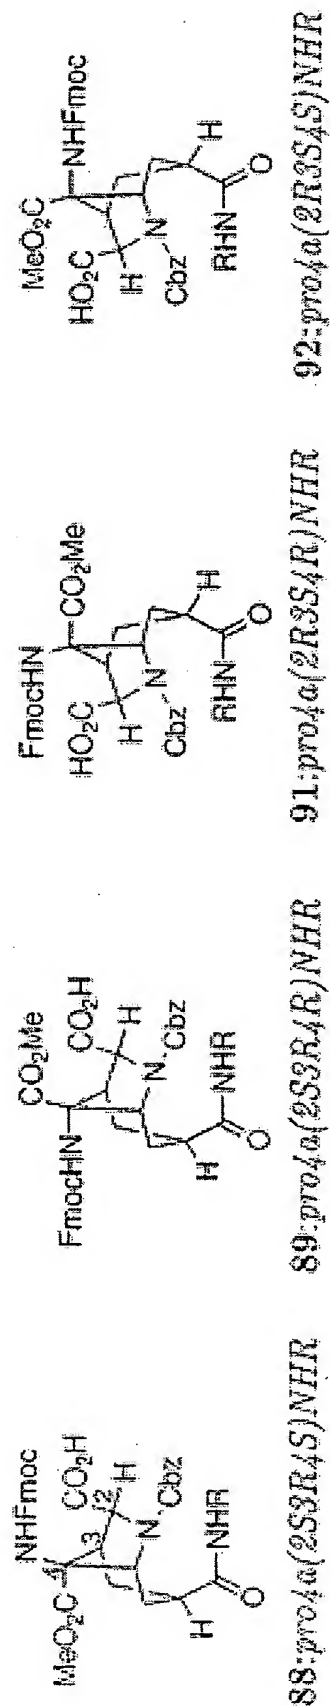 NHFmoc
MeO₂C
4
3
CO₂H
2
H
N
Cbz
H
NHR
O
88:pro4a(2S3R4S)NHR
CO₂Me
FmocHN
CO₂H
H
N
Cbz
H
NHR
O
89:pro4a(2S3R4R)NHR
FmocHN
CO₂Me
HO₂C
H
N
Cbz
H
RHN
O
91:pro4a(2R3S4R)NHR
MeO₂C
NHFmoc
HO₂C
H
N
Cbz
H
RHN
O
92:pro4a(2R3S4S)NHR